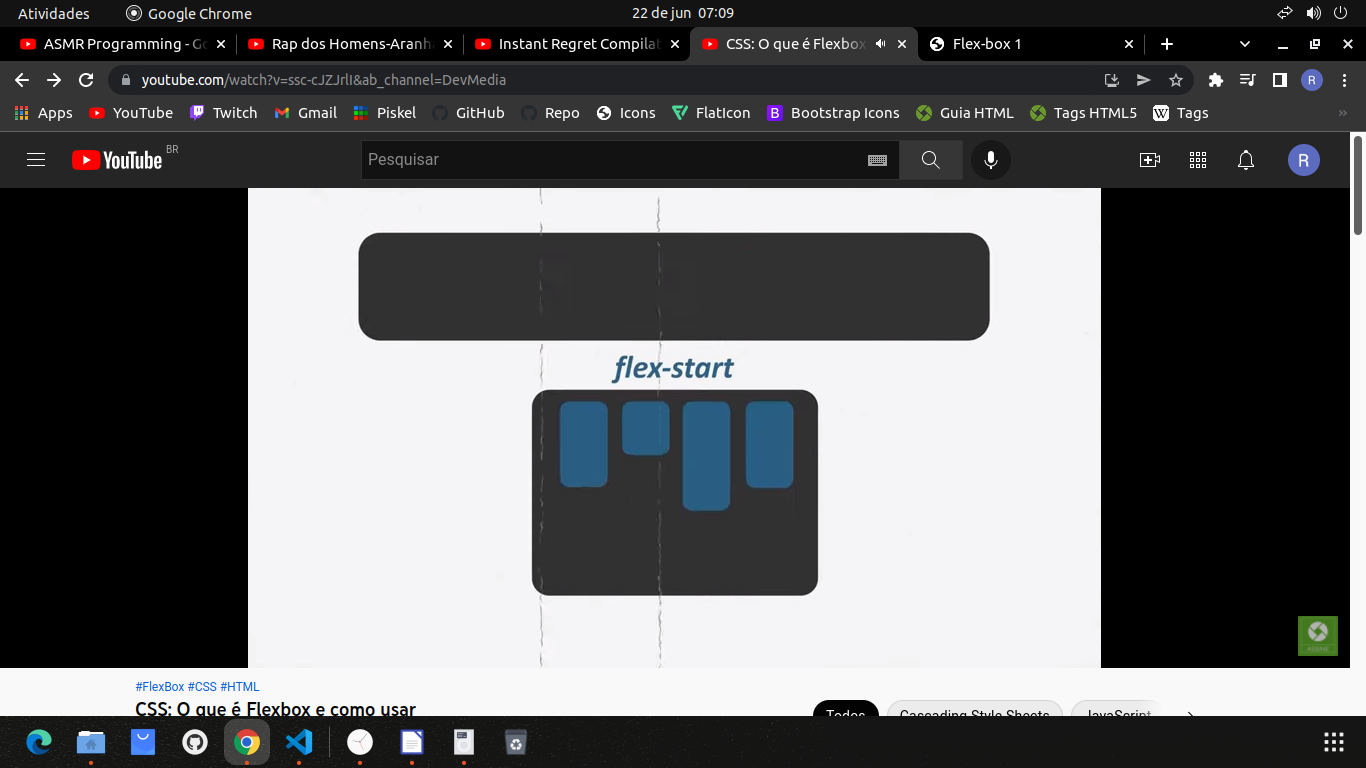 Atividades
Google Chrome
22 de jun 07:09
ASMR Programming - Go
Rap dos Homens-Aranha
Instant Regret Compilat
CSS: O que é Flexbox
Flex-box 1
youtube.com/watch?v=ssc-cJZJrlI&ab_channel=DevMedia
R
Apps
YouTube
Twitch
Gmail
Piskel
GitHub
Repo
Icons
FlatIcon
B
Bootstrap Icons
Guia HTML
Tags HTML5
W
Tags
»
YouTube BR
Pesquisar
R
flex-start
#FlexBox #CSS #HTML
CSS: O que é Flexbox e como usar
Todos
Cascading Style Sheets
JavaScript